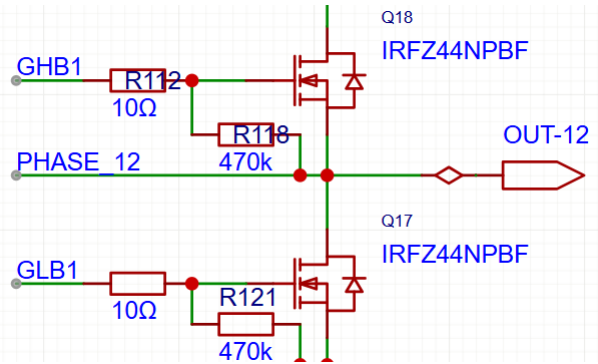 Q18
IRFZ44NPBF
GHB1
R112
10Ω
R118
470k
OUT-12
PHASE_12
Q17
IRFZ44NPBF
GLB1
10Ω
R121
470k